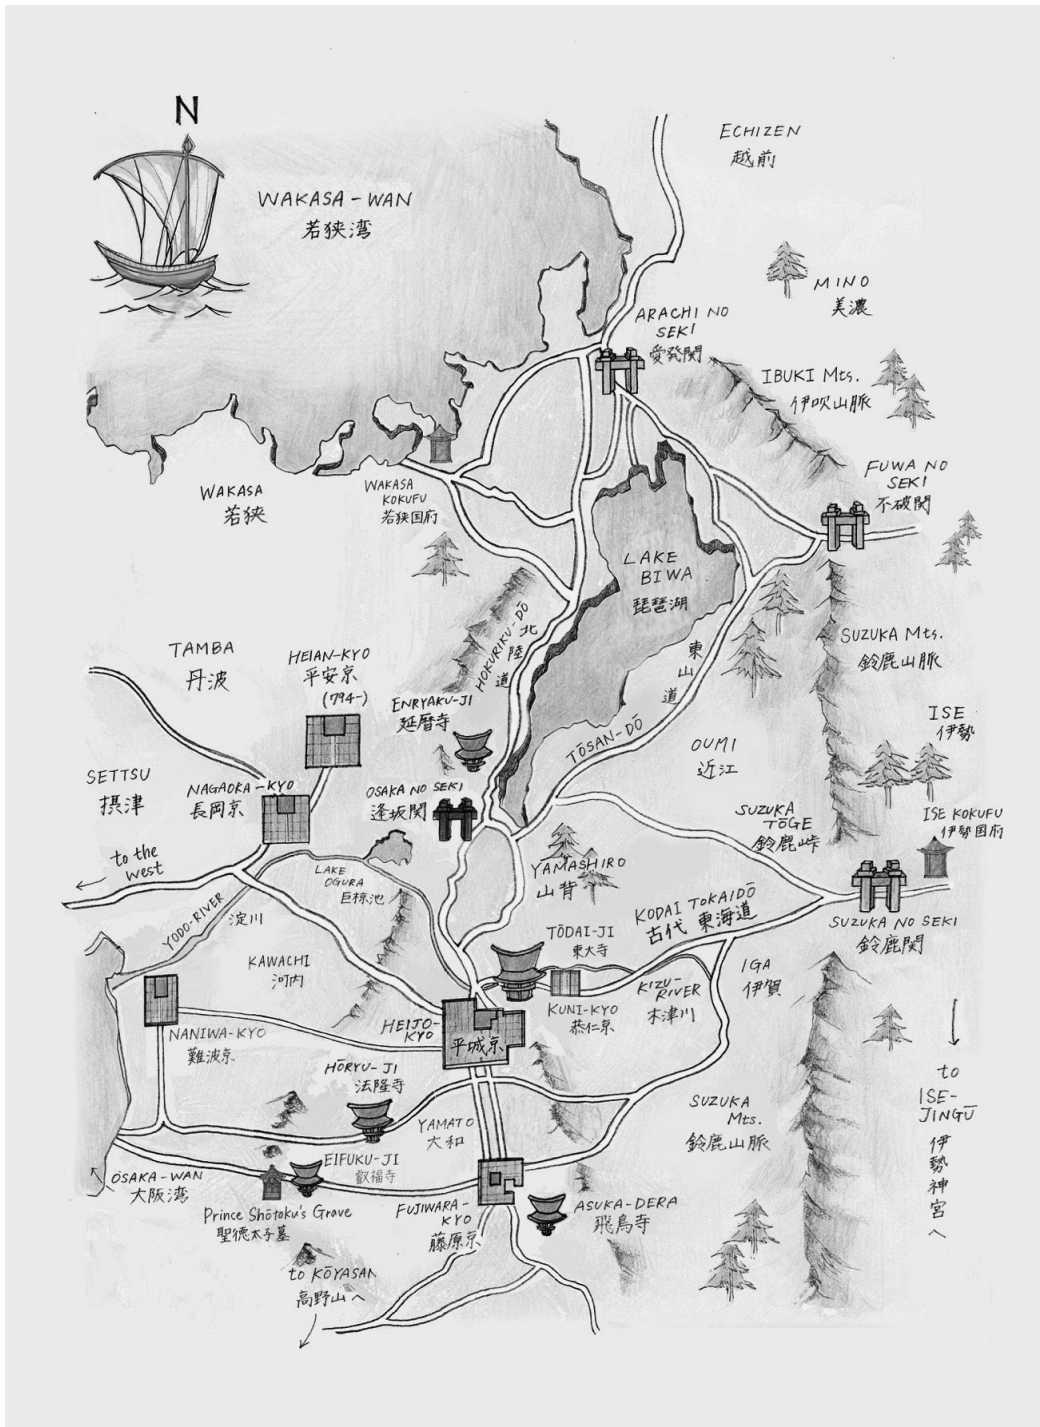 N
WAKASA-WAN
若狭湾
ECHIZEN
越前
MINO
美濃
ARACHI NO
SEKI
愛発関
IBUKI Mts.
伊吹山脈
FUWA NO
SEKI
不破関
WAKASA
若狭
WAKASA
KOKUFU
若狭国府
LAKE
BIWA
琵琶湖
HOKURIKU-DŌ
北
陸
道
東
山
道
TŌSAN-DŌ
SUZUKA Mts.
鈴鹿山脈
TAMBA
丹波
HEIAN-KYO
平安京
(794-)
ENRYAKU-JI
延暦寺
ISE
伊勢
OUMI
近江
SETTSU
摂津
NAGAOKA-KYO
長岡京
OSAKA NO SEKI
逢坂関
SUZUKA
TŌGE
鈴鹿峠
ISE KOKUFU
伊勢国府
to the
west
LAKE
OGURA
巨椋池
YAMASHIRO
山背
YODO-RIVER
淀川
KODAI TOKAIDŌ
古代 東海道
SUZUKA NO SEKI
鈴鹿関
TŌDAI-JI
東大寺
KAWACHI
河内
IGA
伊賀
KIZU-
RIVER
木津川
KUNI-KYO
恭仁京
NANIWA-KYO
難波京
HEIJO-
KYO
平城京
HŌRYU-JI
法隆寺
YAMATO
大和
SUZUKA
Mts.
鈴鹿山脈
to
ISE-
JINGŪ
伊
勢
神
宮
へ
OSAKA-WAN
大阪湾
EIFUKU-JI
叡福寺
Prince Shōtoku's Grave
聖徳太子墓
FUJIWARA-
KYO
藤原京
ASUKA-DERA
飛鳥寺
to KŌYASAN
高野山へ